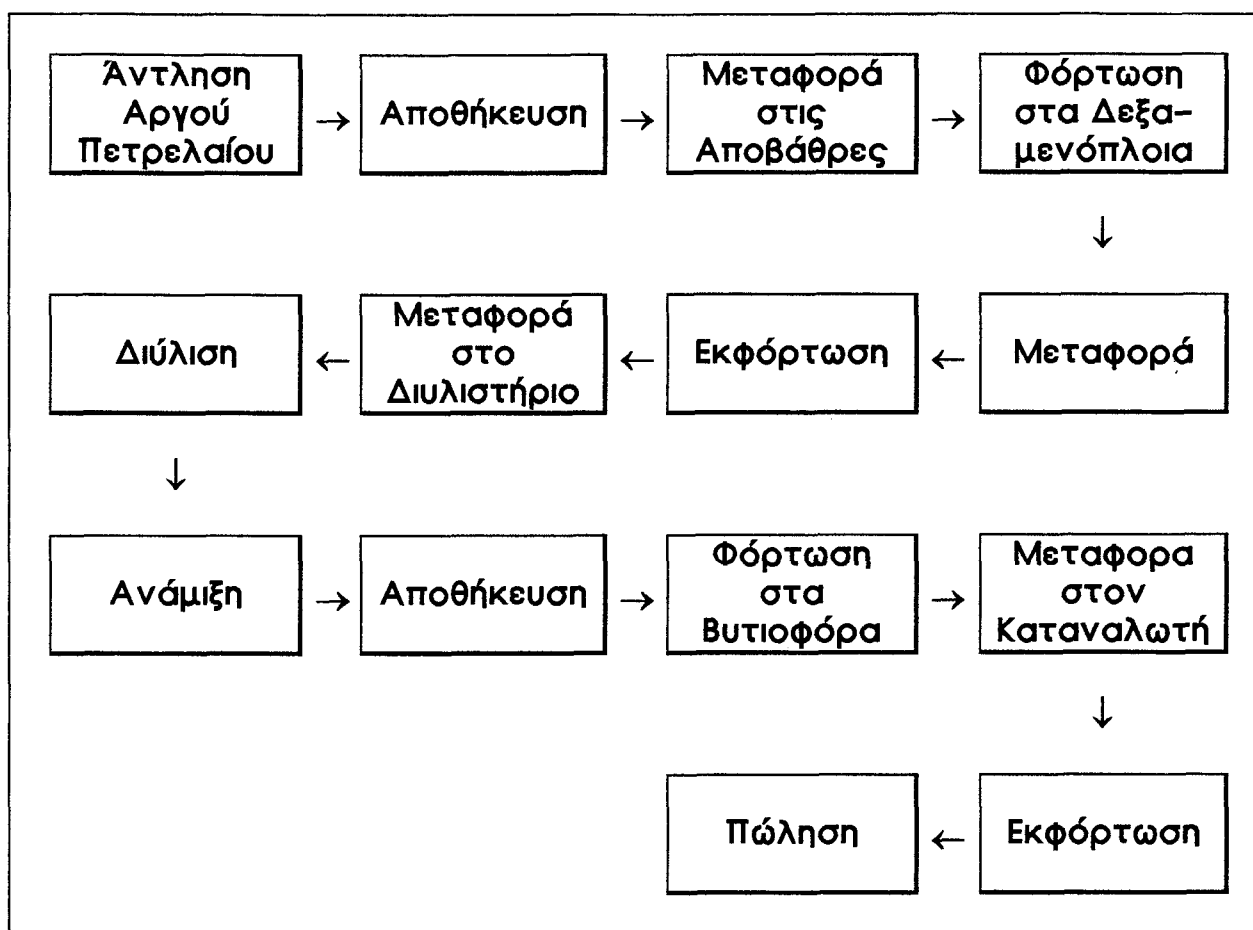 Άντληση
Αργού
Πετρελαίου
→
Αποθήκευση
→
Μεταφορά
στις
Αποβάθρες
→
Φόρτωση
στα Δεξα-
μενόπλοια
↓
Μεταφορά
←
Εκφόρτωση
←
Μεταφορά
στο
Διυλιστήριο
←
Διύλιση
↓
Ανάμιξη
→
Αποθήκευση
→
Φόρτωση
στα
Βυτιοφόρα
→
Μεταφορα
στον
Καταναλωτή
↓
Εκφόρτωση
←
Πώληση